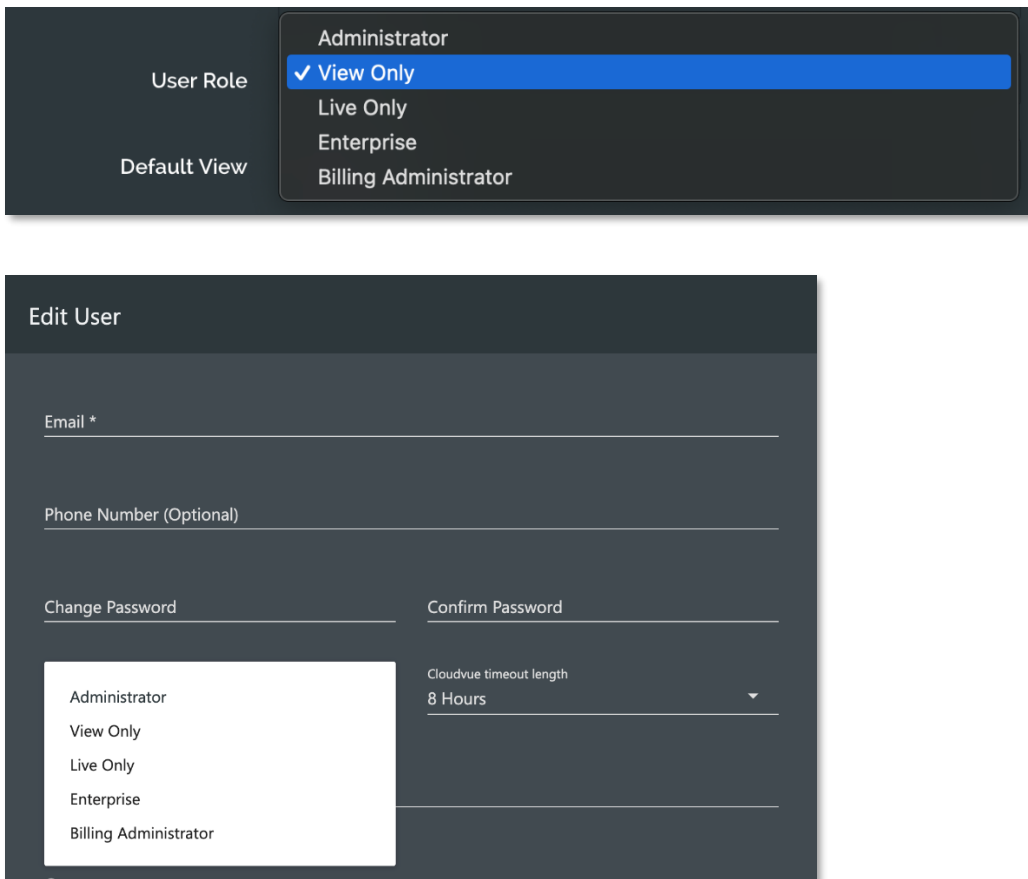 Administrator
User Role
✓ View Only
Live Only
Enterprise
Default View
Billing Administrator
Edit User
Email *
Phone Number (Optional)
Change Password
Confirm Password
Cloudvue timeout length
8 Hours
Administrator
View Only
Live Only
Enterprise
Billing Administrator